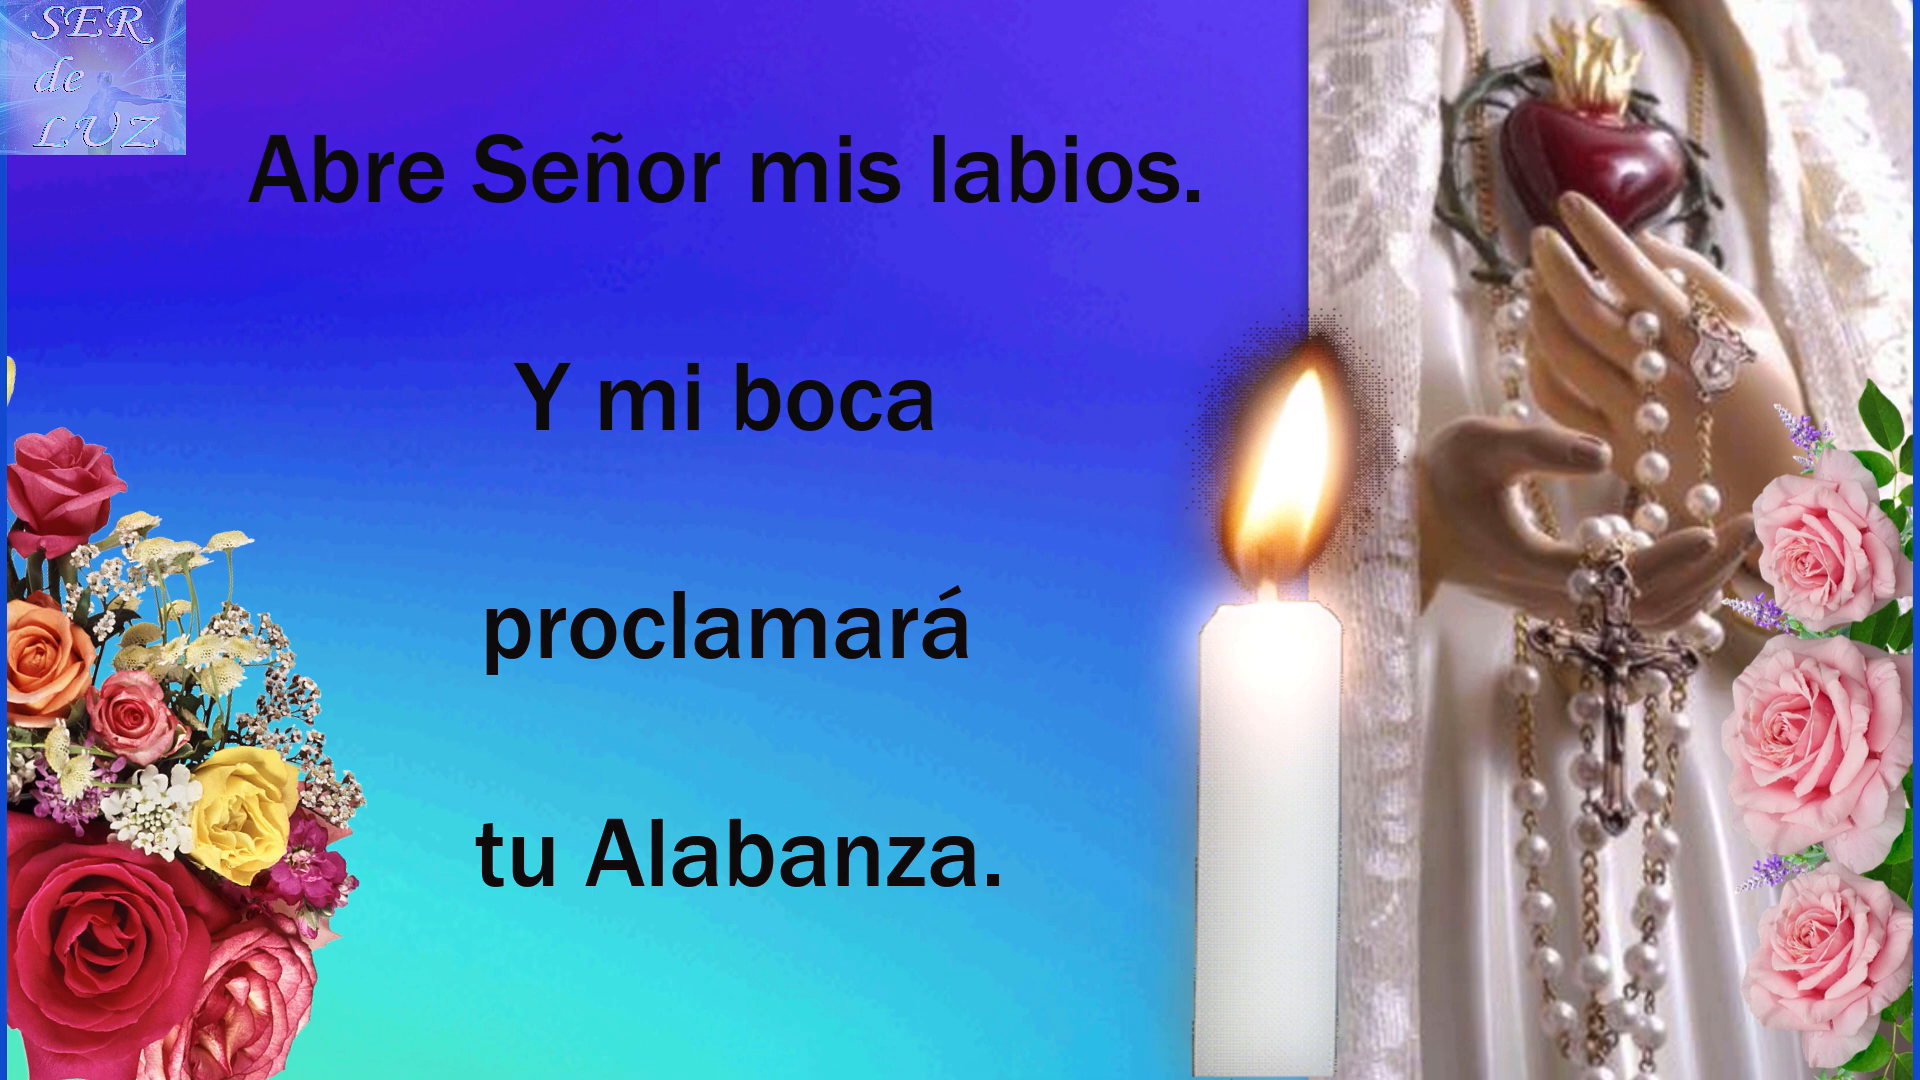 SER
de
LUZ
Abre Señor mis labios.
Y mi boca
proclamará
tu Alabanza.